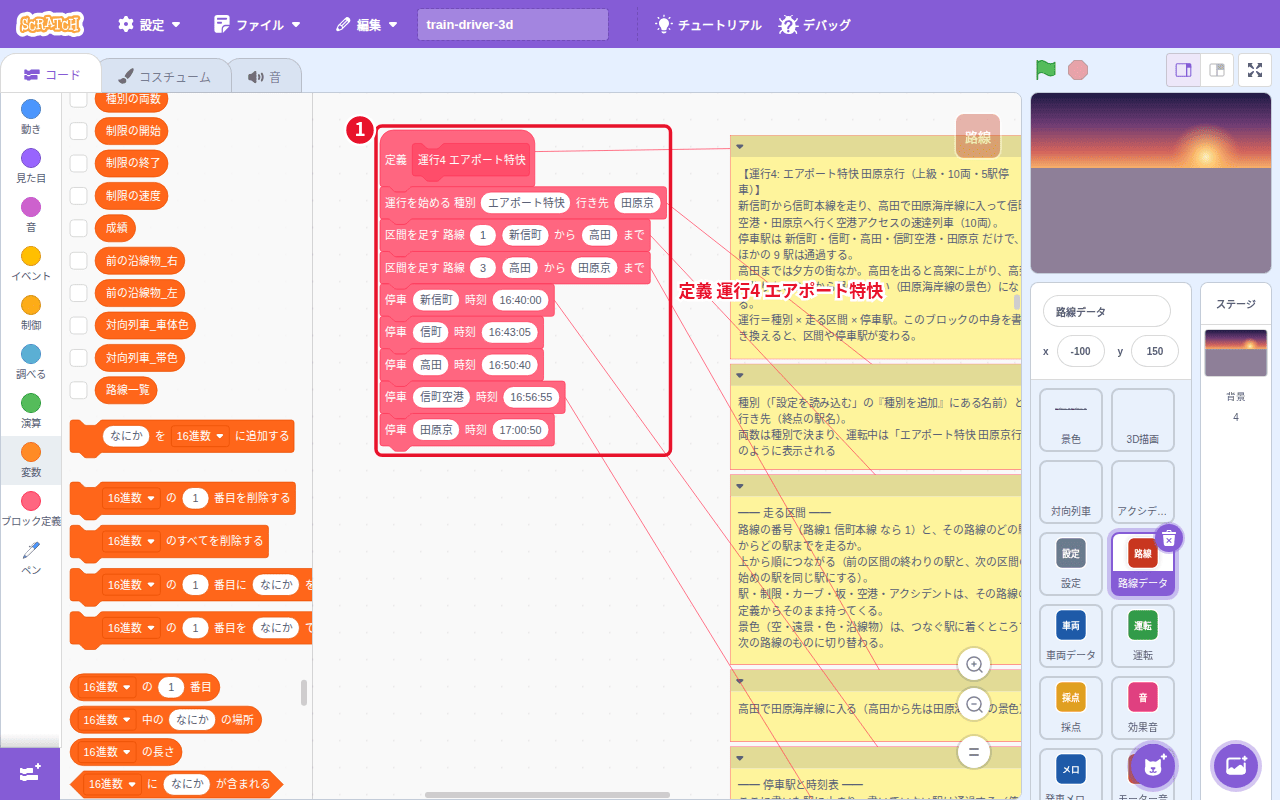 SCRATCH
設定
ファイル
編集
train-driver-3d
チュートリアル
デバッグ
コード
コスチューム
音
動き
見た目
音
イベント
制御
調べる
演算
変数
ブロック定義
ペン
種別の両数
制限の開始
制限の終了
制限の速度
成績
前の沿線物_右
前の沿線物_左
対向列車_車体色
対向列車_帯色
路線一覧
なにか を 16進数 に追加する
16進数 の 1 番目を削除する
16進数 のすべてを削除する
16進数 の 1 番目に なにか を
16進数 の 1 番目を なにか で
16進数 の 1 番目
16進数 中の なにか の場所
16進数 の長さ
16進数 に なにか が含まれる
1
定義 運行4 エアポート特快
運行を始める 種別 エアポート特快 行き先 田原京
区間を足す 路線 1 新信町 から 高田 まで
区間を足す 路線 3 高田 から 田原京 まで
停車 新信町 時刻 16:40:00
停車 信町 時刻 16:43:05
停車 高田 時刻 16:50:40
停車 信町空港 時刻 16:56:55
停車 田原京 時刻 17:00:50
定義 運行4 エアポート特快
路線
【運行4: エアポート特快 田原京行（上級・10両・5駅停
車）】
新信町から信町本線を走り、高田で田原海岸線に入って信町
空港・田原京へ行く空港アクセスの速達列車（10両）。
停車駅は 新信町・信町・高田・信町空港・田原京 だけで、
ほかの 9 駅は通過する。
高田までは夕方の街なか。高田を出ると高架に上がり、高
い（田原海岸線の景色）にな
る。
運行＝種別 × 走る区間 × 停車駅。このブロックの中身を書
き換えると、区間や停車駅が変わる。
種別（「設定を読み込む」の『種別を追加』にある名前）と
行き先（終点の駅名）。
両数は種別で決まり、運転中は「エアポート特快 田原京行
のように表示される
━━ 走る区間 ━━
路線の番号（路線1 信町本線 なら 1）と、その路線のどの駅
からどの駅までを走るか。
上から順につながる（前の区間の終わりの駅と、次の区間の
始めの駅を同じ駅にする）。
駅・制限・カーブ・坂・空港・アクシデントは、その路線の
定義からそのまま持ってくる。
景色（空・遠景・色・沿線物）は、つなぐ駅に着くところで
次の路線のものに切り替わる。
高田で田原海岸線に入る（高田から先は田原 の景色
━━ 停車駅と時刻表 ━━
路線データ
x -100 y 150
ステージ
背景
4
景色
3D描画
対向列車
アクシデ...
設定
設定
路線
路線データ
車両
車両データ
運転
運転
採点
採点
音
効果音
メロ
発車メロ...
モーター音